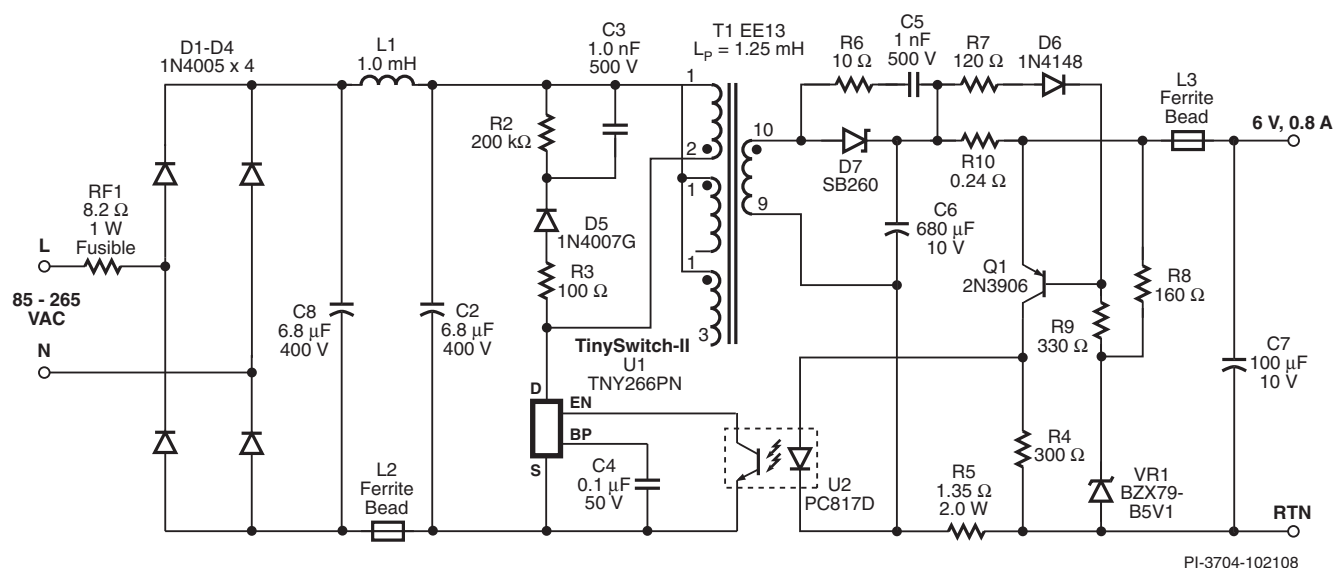 D1-D4
1N4005 x 4
L1
1.0 mH
C3
1.0 nF
500 V
T1 EE13
LP = 1.25 mH
R6
10 Ω
C5
1 nF
500 V
R7
120 Ω
D6
1N4148
L3
Ferrite
Bead
6 V, 0.8 A
1
R2
200 kΩ
2
10
D7
SB260
R10
0.24 Ω
RF1
8.2 Ω
1 W
Fusible
1
9
L
D5
1N4007G
C6
680 µF
10 V
Q1
2N3906
R8
160 Ω
1
R3
100 Ω
85 - 265
VAC
C8
6.8 µF
400 V
C2
6.8 µF
400 V
3
R9
330 Ω
C7
100 µF
10 V
N
TinySwitch-II
U1
TNY266PN
D
EN
BP
S
C4
0.1 µF
50 V
R4
300 Ω
L2
Ferrite
Bead
U2
PC817D
R5
1.35 Ω
2.0 W
VR1
BZX79-
B5V1
RTN
PI-3704-102108